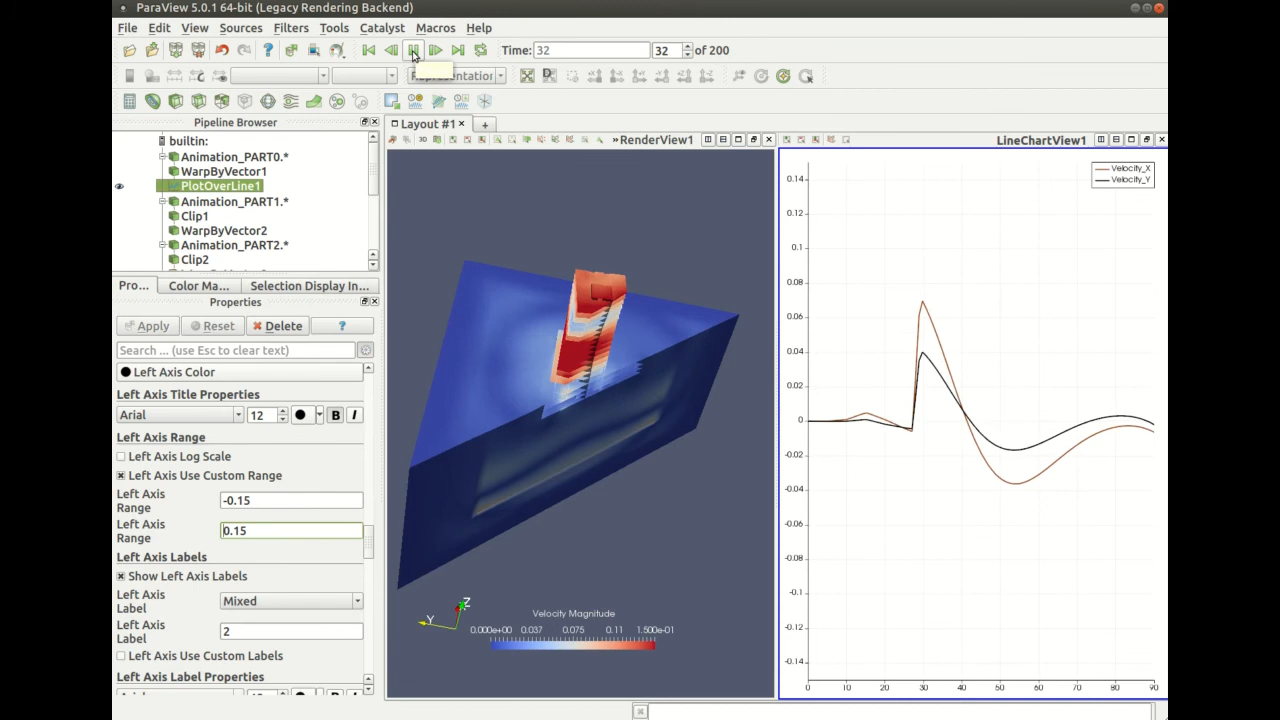 ParaView 5.0.1 64-bit (Legacy Rendering Backend)
File Edit View Sources Filters Tools Catalyst Macros Help
Time: 32 32 of 200
Representation
Pipeline Browser
builtin:
Animation_PART0.*
WarpByVector1
PlotOverLine1
Animation_PART1.*
Clip1
WarpByVector2
Animation_PART2.*
Clip2
Pro... Color Ma... Selection Display In...
Properties
Apply Reset Delete ?
Search ... (use Esc to clear text)
Left Axis Color
Left Axis Title Properties
Arial 12 B I
Left Axis Range
Left Axis Log Scale
Left Axis Use Custom Range
Left Axis
Range
-0.15
Left Axis
Range
0.15
Left Axis Labels
Show Left Axis Labels
Left Axis
Label
Mixed
Left Axis
Label
2
Left Axis Use Custom Labels
Left Axis Label Properties
Layout #1 × +
3D » RenderView1
Y Z
Velocity Magnitude
0.000e+00 0.037 0.075 0.11 1.500e-01
LineChartView1
Velocity_X
Velocity_Y
0.14
0.12
0.1
0.08
0.06
0.04
0.02
0
-0.02
-0.04
-0.06
-0.08
-0.1
-0.12
-0.14
0 10 20 30 40 50 60 70 80 90